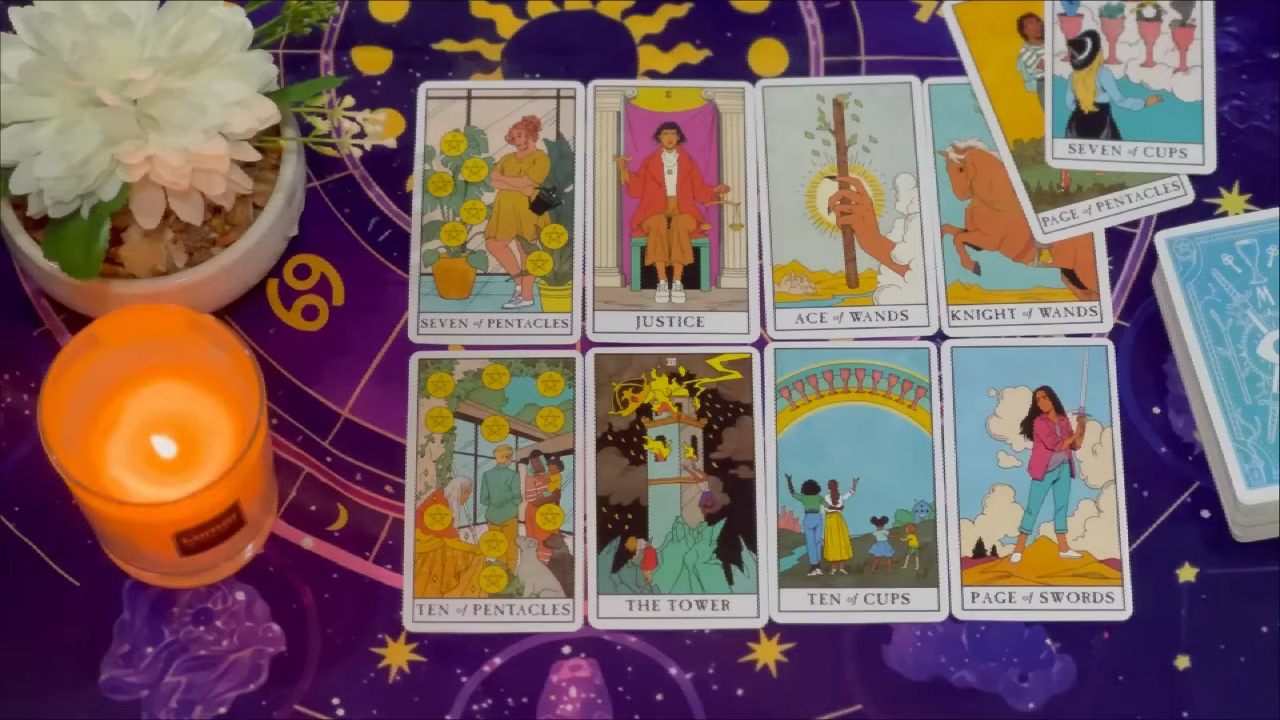 SEVEN of CUPS
PAGE of PENTACLES
SEVEN of PENTACLES
JUSTICE
ACE of WANDS
KNIGHT of WANDS
TEN of PENTACLES
THE TOWER
TEN of CUPS
PAGE of SWORDS